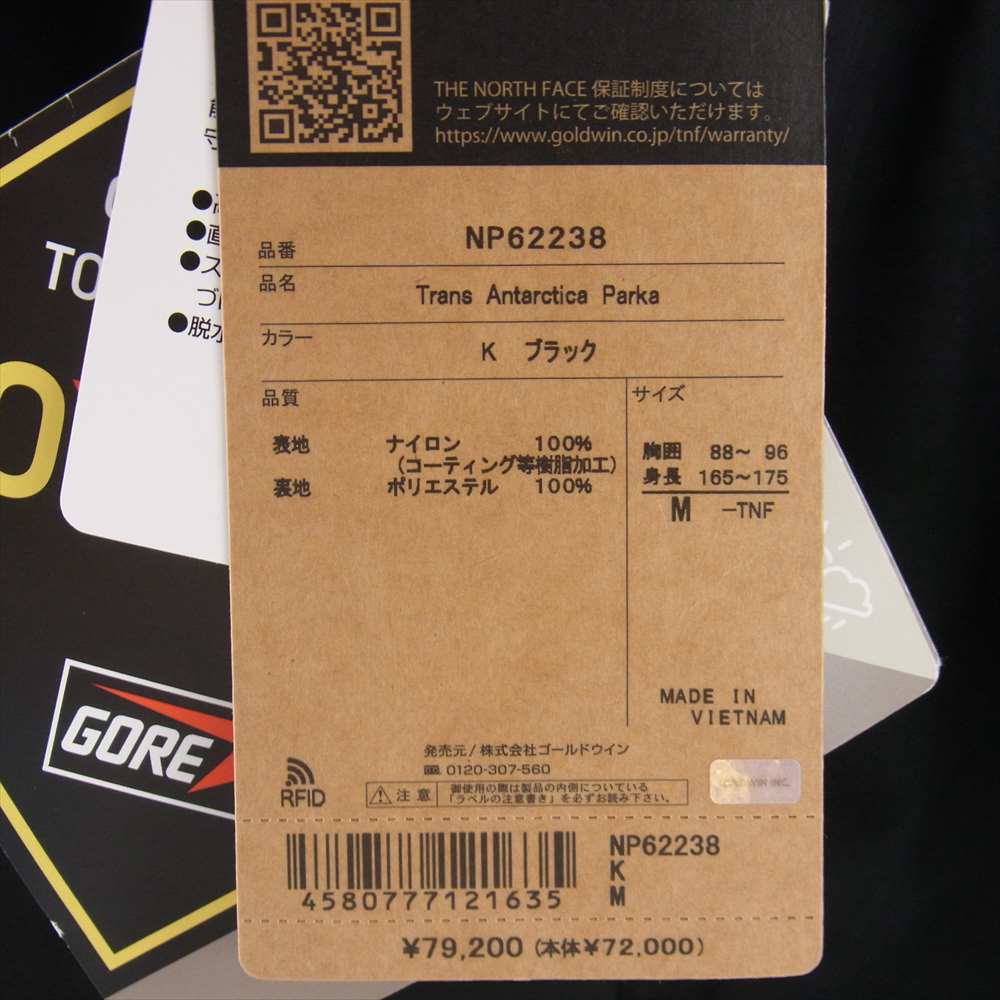 THE NORTH FACE 保証制度については
ウェブサイトにてご確認いただけます。
https://www.goldwin.co.jp/tnf/warranty/
品番 NP62238
品名 Trans Antarctica Parka
カラー K ブラック
品質
表地 ナイロン 100%
(コーティング等樹脂加工)
裏地 ポリエステル 100%
サイズ
胸囲 88～ 96
身長 165～175
M -TNF
MADE IN
VIETNAM
発売元/株式会社ゴールドウイン
0120-307-560
RFID
注意
御使用の際は製品の内側についている
「ラベルの注意書き」を必ずお読み下さい。
GOLDWIN INC.
4580777121635
NP62238
K
M
¥79,200 (本体¥72,000)
TO
●直
●ス
づ
●脱水
GORE